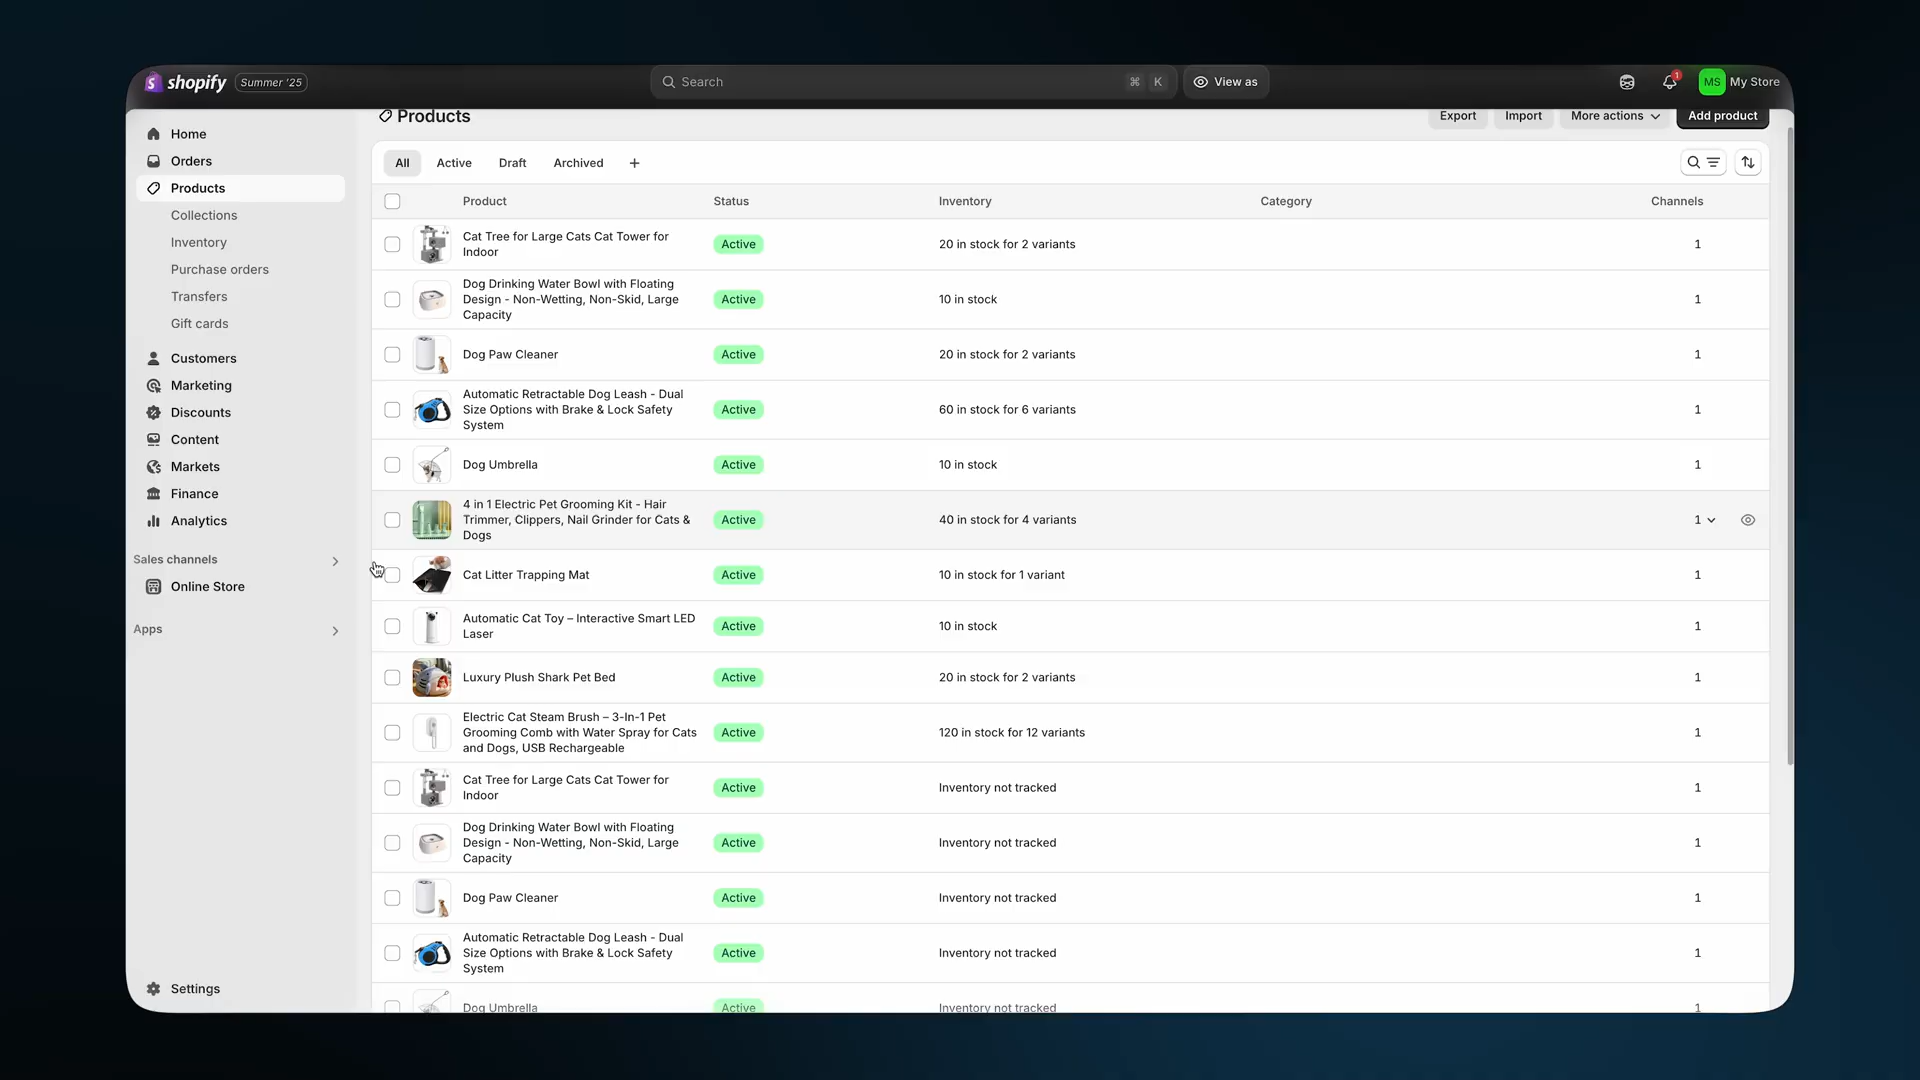 shopify Summer '25
Search ⌘ K
View as
1
MS My Store
Home
Orders
Products
Collections
Inventory
Purchase orders
Transfers
Gift cards
Customers
Marketing
Discounts
Content
Markets
Finance
Analytics
Sales channels
Online Store
Apps
Settings
Products
Export Import More actions Add product
All Active Draft Archived +
Product Status Inventory Category Channels
Cat Tree for Large Cats Cat Tower for
Indoor
Active 20 in stock for 2 variants 1
Dog Drinking Water Bowl with Floating
Design - Non-Wetting, Non-Skid, Large
Capacity
Active 10 in stock 1
Dog Paw Cleaner Active 20 in stock for 2 variants 1
Automatic Retractable Dog Leash - Dual
Size Options with Brake & Lock Safety
System
Active 60 in stock for 6 variants 1
Dog Umbrella Active 10 in stock 1
4 in 1 Electric Pet Grooming Kit - Hair
Trimmer, Clippers, Nail Grinder for Cats &
Dogs
Active 40 in stock for 4 variants 1
Cat Litter Trapping Mat Active 10 in stock for 1 variant 1
Automatic Cat Toy – Interactive Smart LED
Laser
Active 10 in stock 1
Luxury Plush Shark Pet Bed Active 20 in stock for 2 variants 1
Electric Cat Steam Brush – 3-In-1 Pet
Grooming Comb with Water Spray for Cats
and Dogs, USB Rechargeable
Active 120 in stock for 12 variants 1
Cat Tree for Large Cats Cat Tower for
Indoor
Active Inventory not tracked 1
Dog Drinking Water Bowl with Floating
Design - Non-Wetting, Non-Skid, Large
Capacity
Active Inventory not tracked 1
Dog Paw Cleaner Active Inventory not tracked 1
Automatic Retractable Dog Leash - Dual
Size Options with Brake & Lock Safety
System
Active Inventory not tracked 1
Dog Umbrella Active Inventory not tracked 1